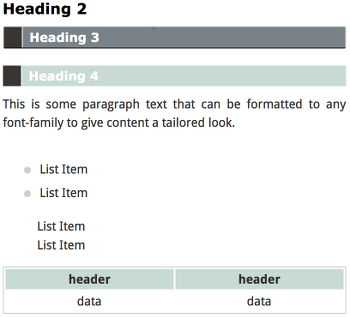 Heading 2
Heading 3
Heading 4
This is some paragraph text that can be formatted to any
font-family to give content a tailored look.
List Item
List Item
List Item
List Item
header header
data data